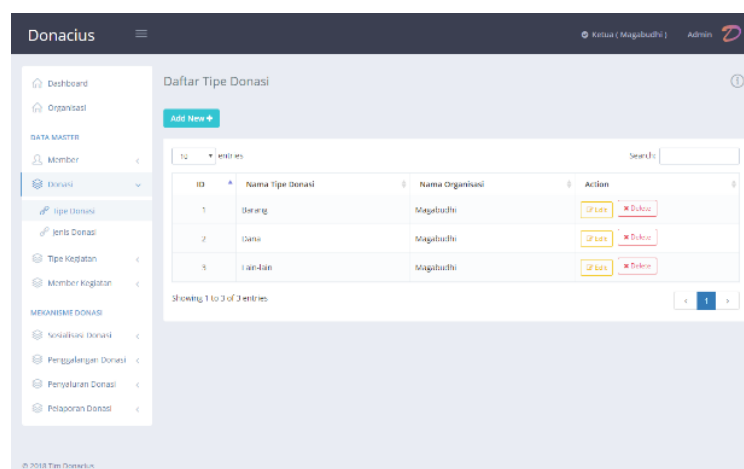 Donacius
Ketua ( Magabudhi )
Admin
Dashboard
Organisasi
DATA MASTER
Member
Donasi
Tipe Donasi
Jenis Donasi
Tipe Kegiatan
Member Kegiatan
MEKANISME DONASI
Sosialisasi Donasi
Penggalangan Donasi
Penyaluran Donasi
Pelaporan Donasi
© 2018 Tim Donacius
Daftar Tipe Donasi
Add New +
10 entries
Search:
ID Nama Tipe Donasi Nama Organisasi Action
1 Barang Magabudhi Edit Delete
2 Dana Magabudhi Edit Delete
3 Lain-lain Magabudhi Edit Delete
Showing 1 to 3 of 3 entries
‹ 1 ›